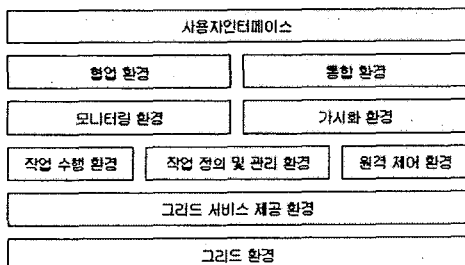 사용자인터페이스
협업 환경
통합 환경
모니터링 환경
가시화 환경
작업 수행 환경
작업 정의 및 관리 환경
원격 제어 환경
그리드 서비스 제공 환경
그리드 환경